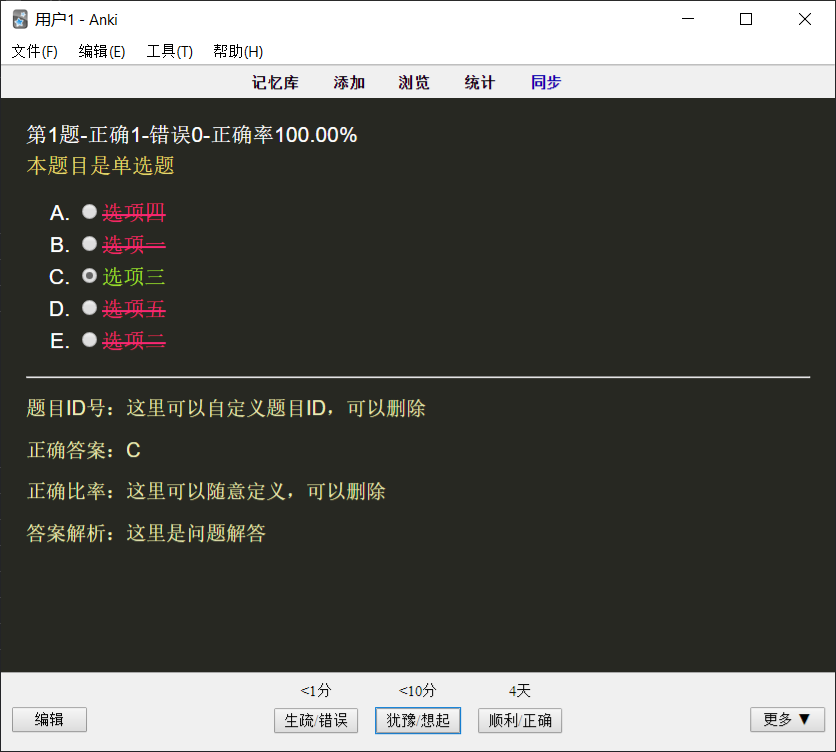 用户1 - Anki
文件(F) 编辑(E) 工具(T) 帮助(H)
记忆库 添加 浏览 统计 同步
第1题-正确1-错误0-正确率100.00%
本题目是单选题
A. 选项四
B. 选项一
C. 选项三
D. 选项五
E. 选项二
题目ID号：这里可以自定义题目ID，可以删除
正确答案：C
正确比率：这里可以随意定义，可以删除
答案解析：这里是问题解答
<1分 <10分 4天
编辑 生疏/错误 犹豫/想起 顺利/正确 更多 ▼